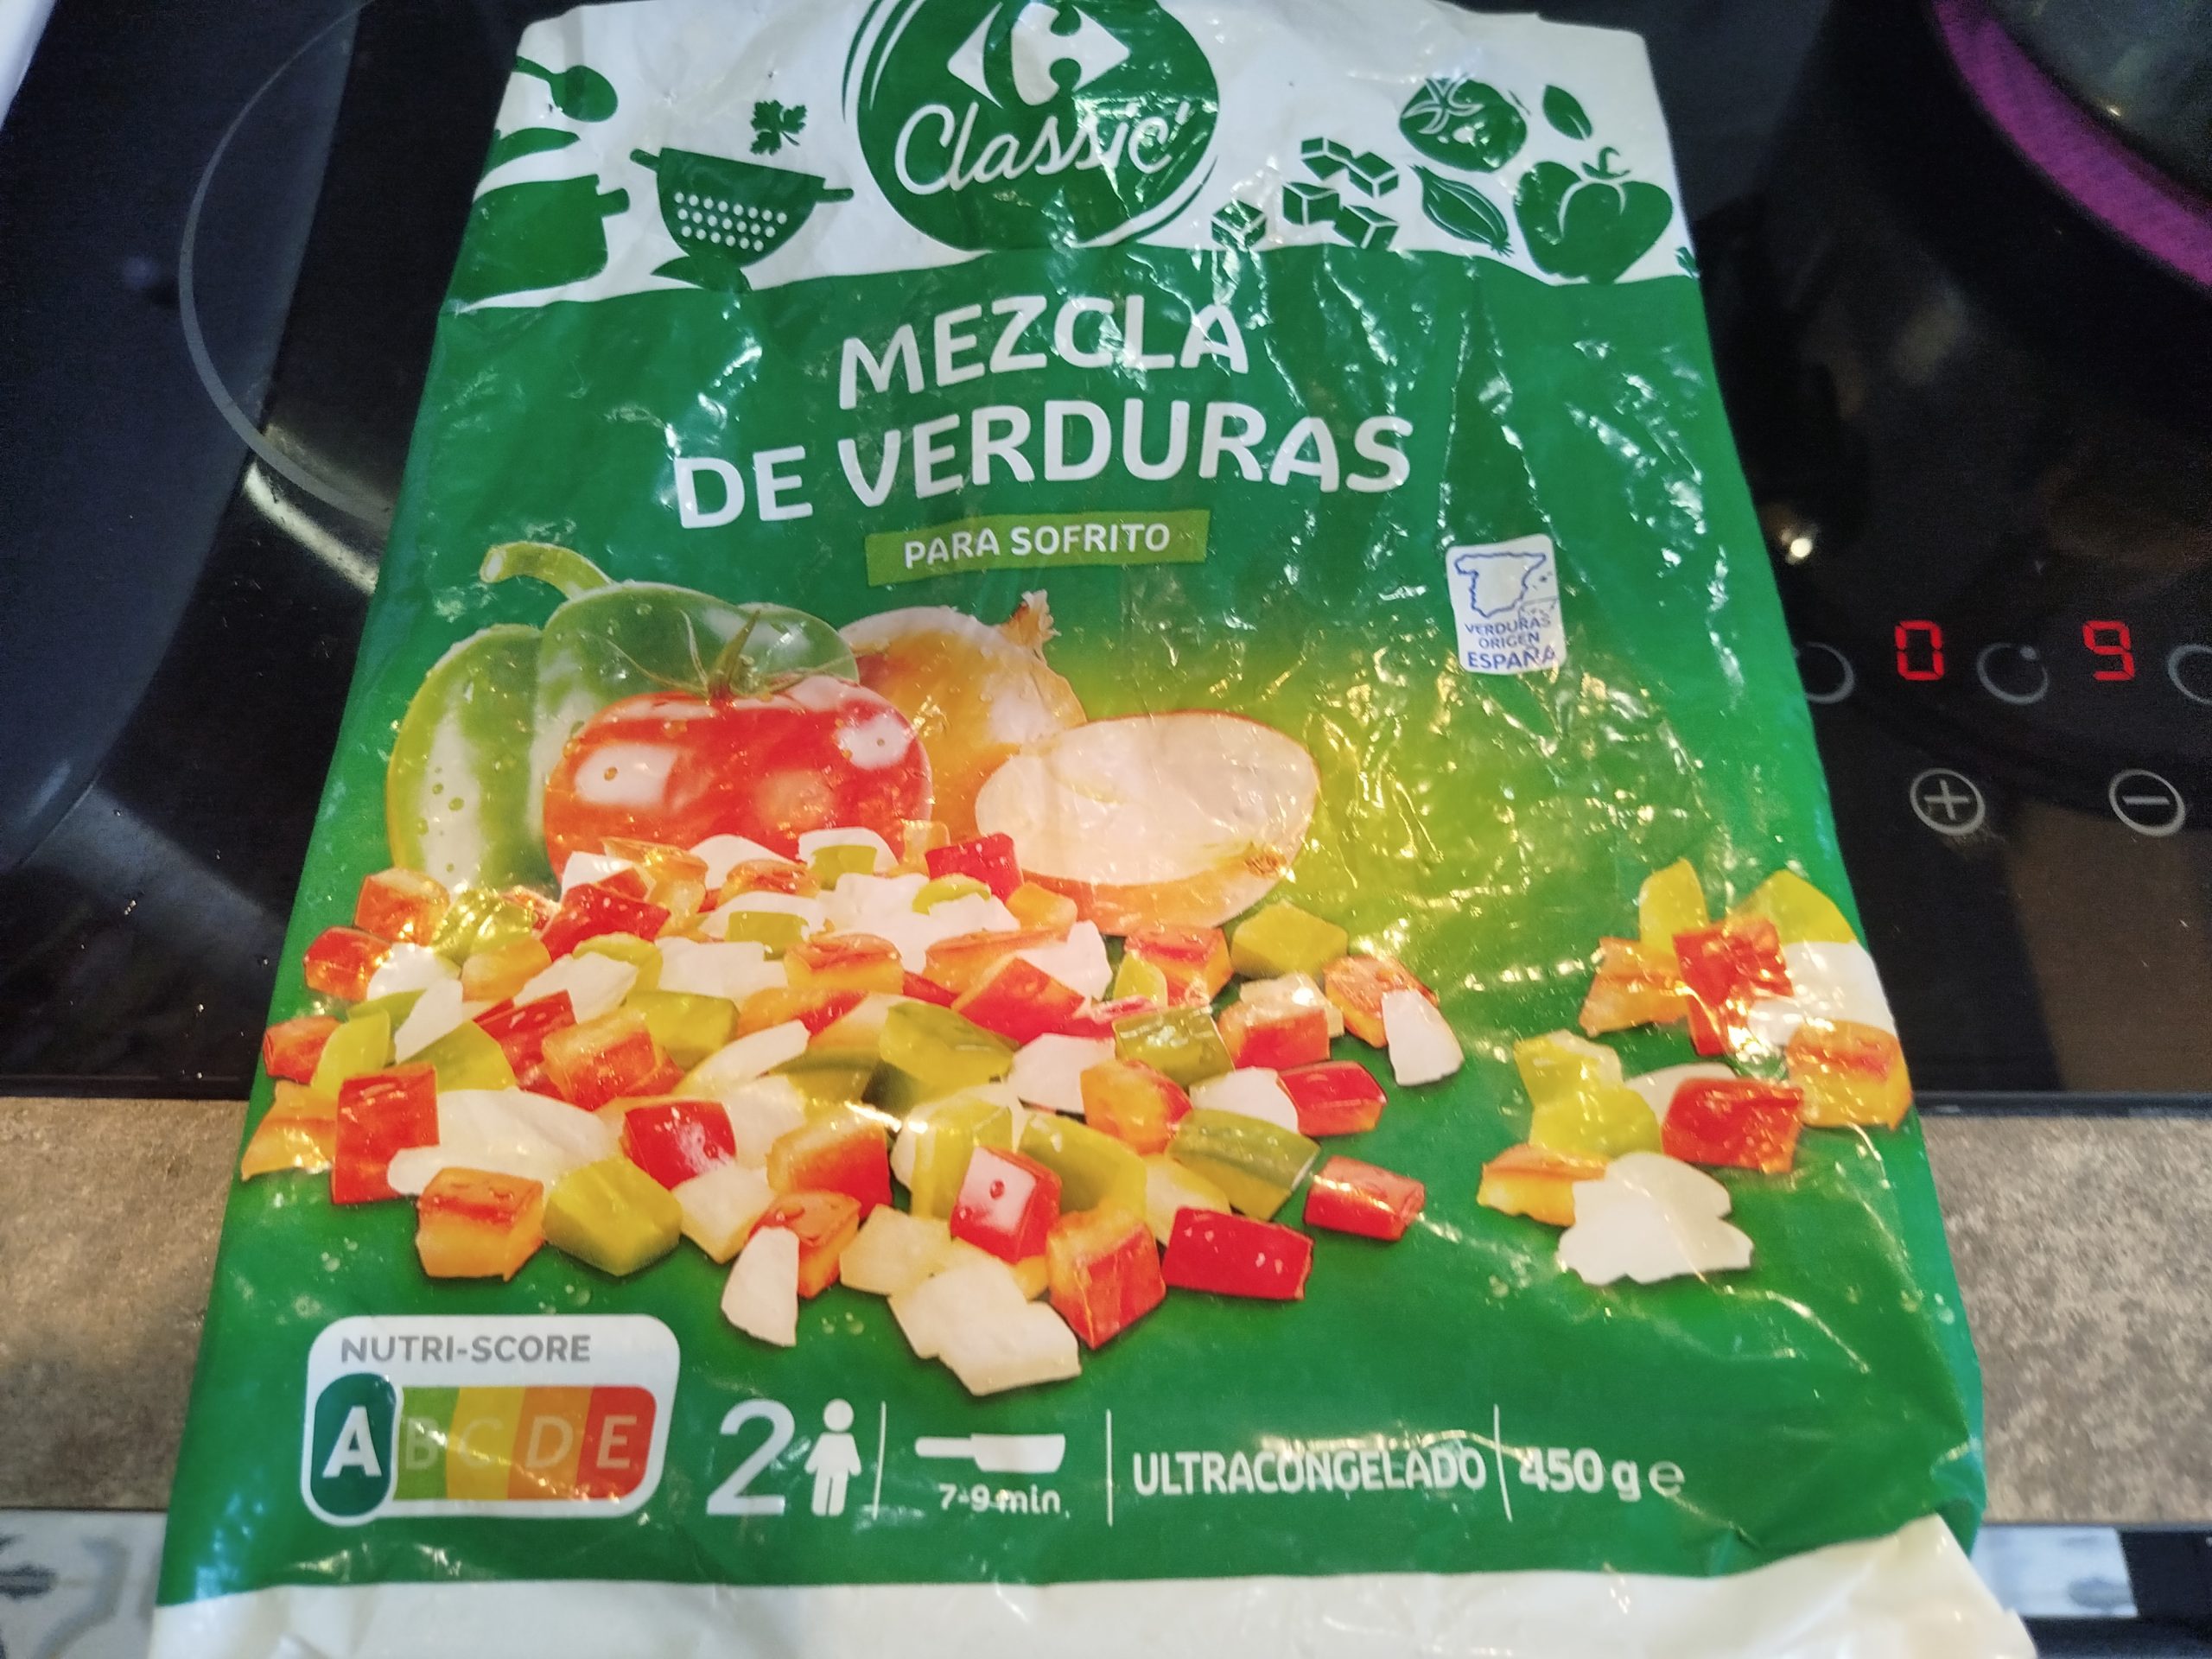 Classic'
MEZCLA
DE VERDURAS
PARA SOFRITO
VERDURAS
ORIGEN
ESPAÑA
0 9
NUTRI-SCORE
A B C D E
2
7-9 min.
ULTRACONGELADO
450 g e